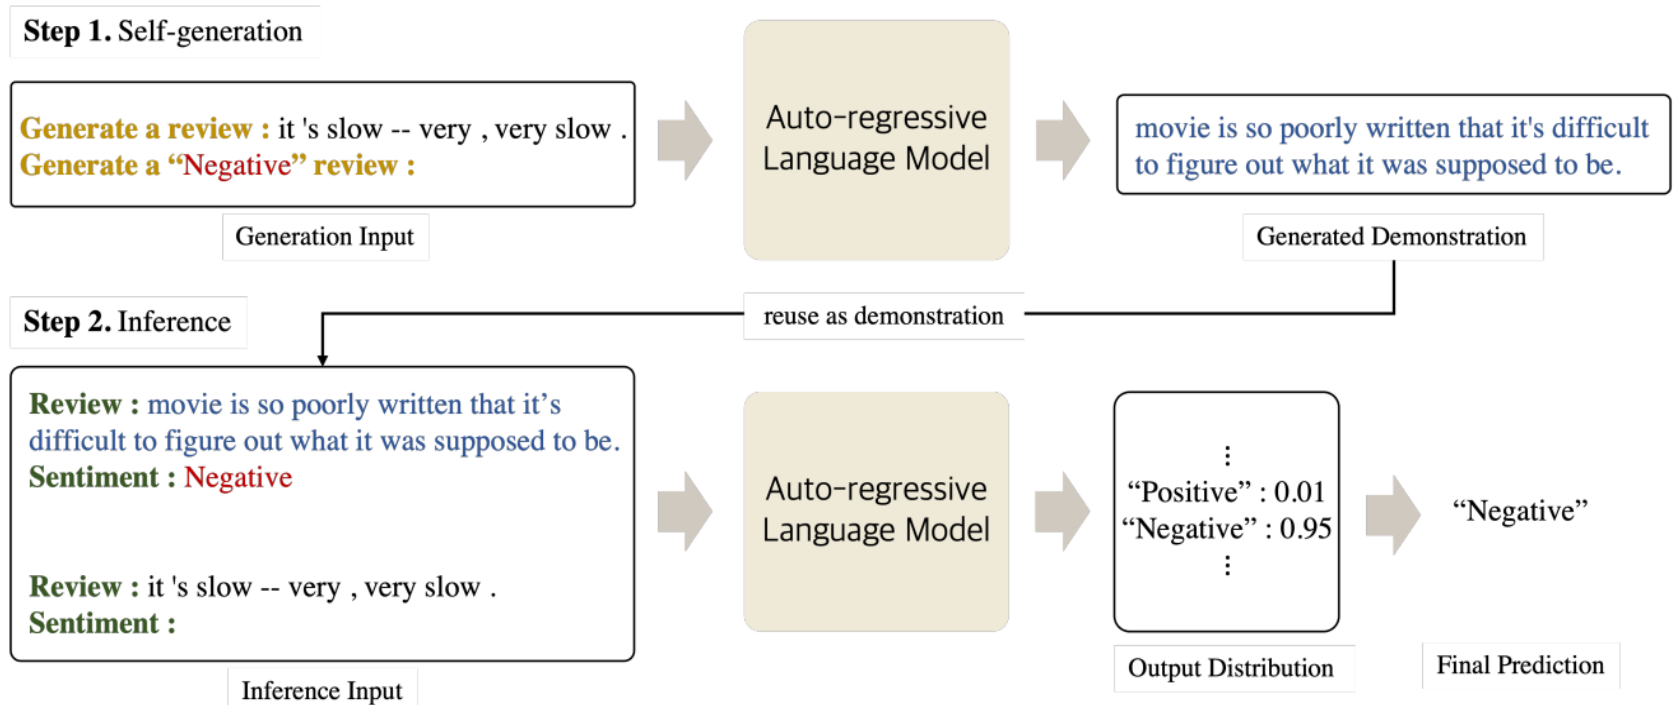 Step 1. Self-generation
Generate a review : it 's slow -- very , very slow .
Generate a “Negative” review :
Generation Input
Auto-regressive
Language Model
movie is so poorly written that it's difficult
to figure out what it was supposed to be.
Generated Demonstration
reuse as demonstration
Step 2. Inference
Review : movie is so poorly written that it’s
difficult to figure out what it was supposed to be.
Sentiment : Negative
Review : it 's slow -- very , very slow .
Sentiment :
Inference Input
Auto-regressive
Language Model
⋮
“Positive” : 0.01
“Negative” : 0.95
⋮
Output Distribution
“Negative”
Final Prediction